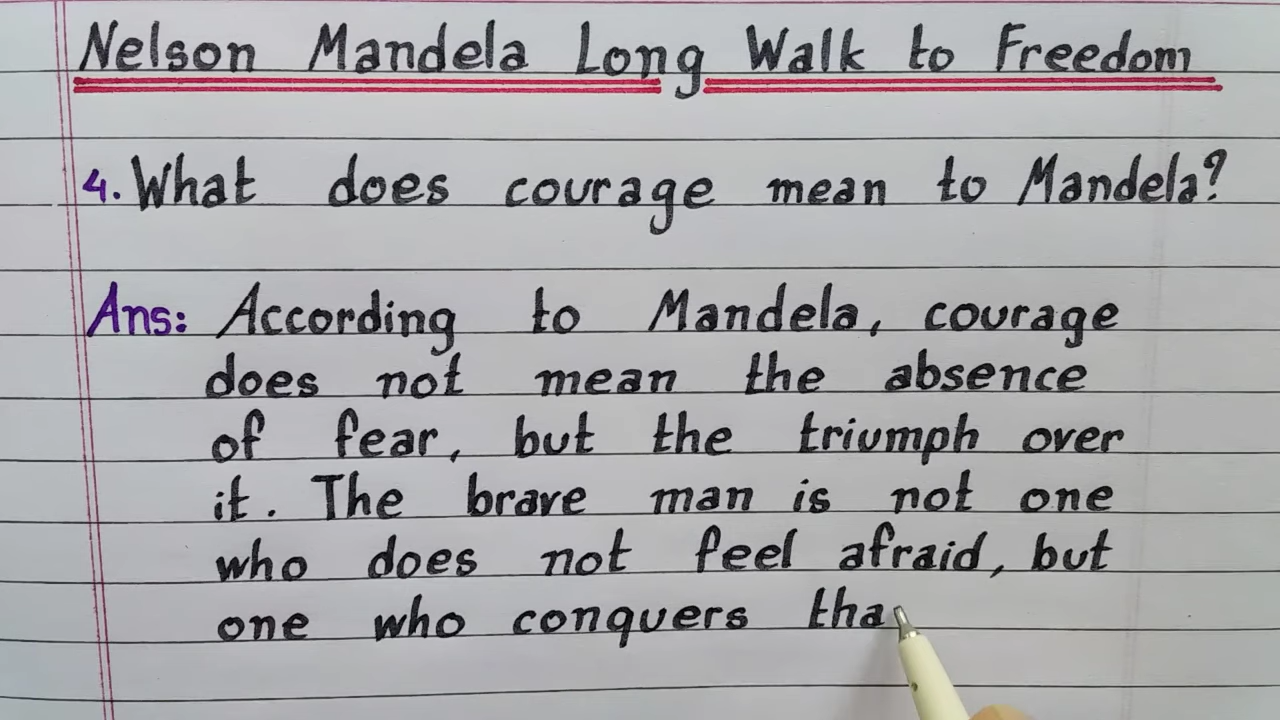 Nelson Mandela Long Walk to Freedom
4. What does courage mean to Mandela?
Ans: According to Mandela, courage
does not mean the absence
of fear, but the triumph over
it. The brave man is not one
who does not feel afraid, but
one who conquers tha